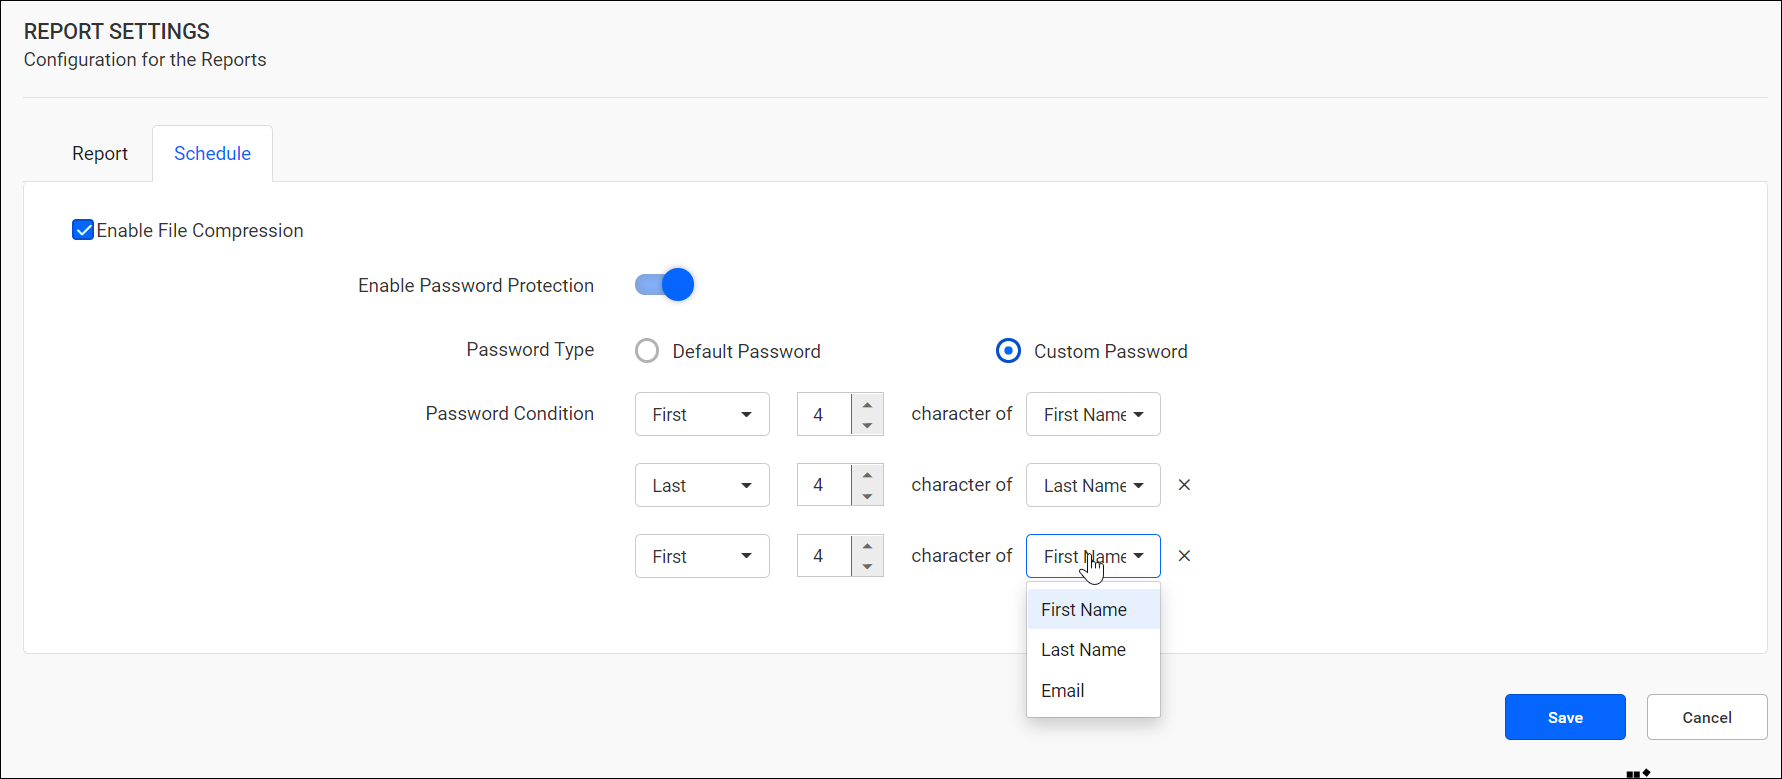 REPORT SETTINGS
Configuration for the Reports
Report Schedule
Enable File Compression
Enable Password Protection
Password Type Default Password Custom Password
Password Condition First 4 character of First Name
Last 4 character of Last Name
First 4 character of First Name
First Name
Last Name
Email
Save Cancel